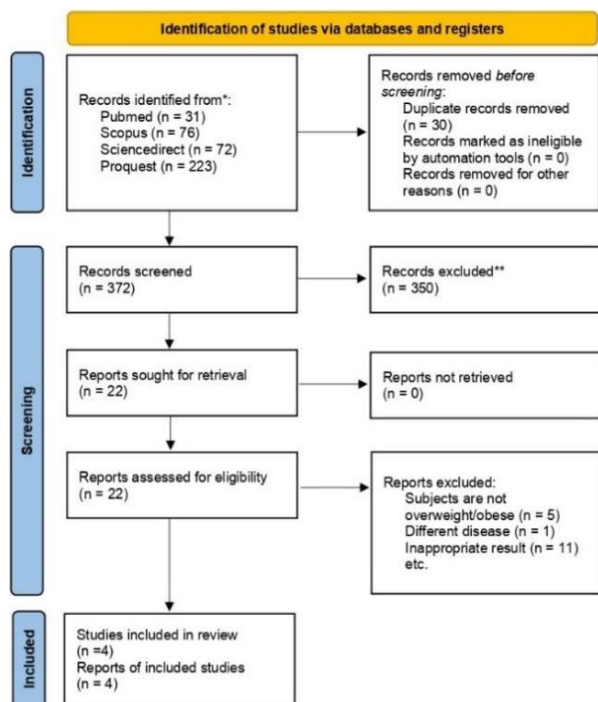 Identification of studies via databases and registers
Identification
Records identified from*:
Pubmed (n = 31)
Scopus (n = 76)
Sciencedirect (n = 72)
Proquest (n = 223)
Records removed before
screening:
Duplicate records removed
(n = 30)
Records marked as ineligible
by automation tools (n = 0)
Records removed for other
reasons (n = 0)
Screening
Records screened
(n = 372)
Records excluded**
(n = 350)
Reports sought for retrieval
(n = 22)
Reports not retrieved
(n = 0)
Reports assessed for eligibility
(n = 22)
Reports excluded:
Subjects are not
overweight/obese (n = 5)
Different disease (n = 1)
Inappropriate result (n = 11)
etc.
Included
Studies included in review
(n =4)
Reports of included studies
(n = 4)